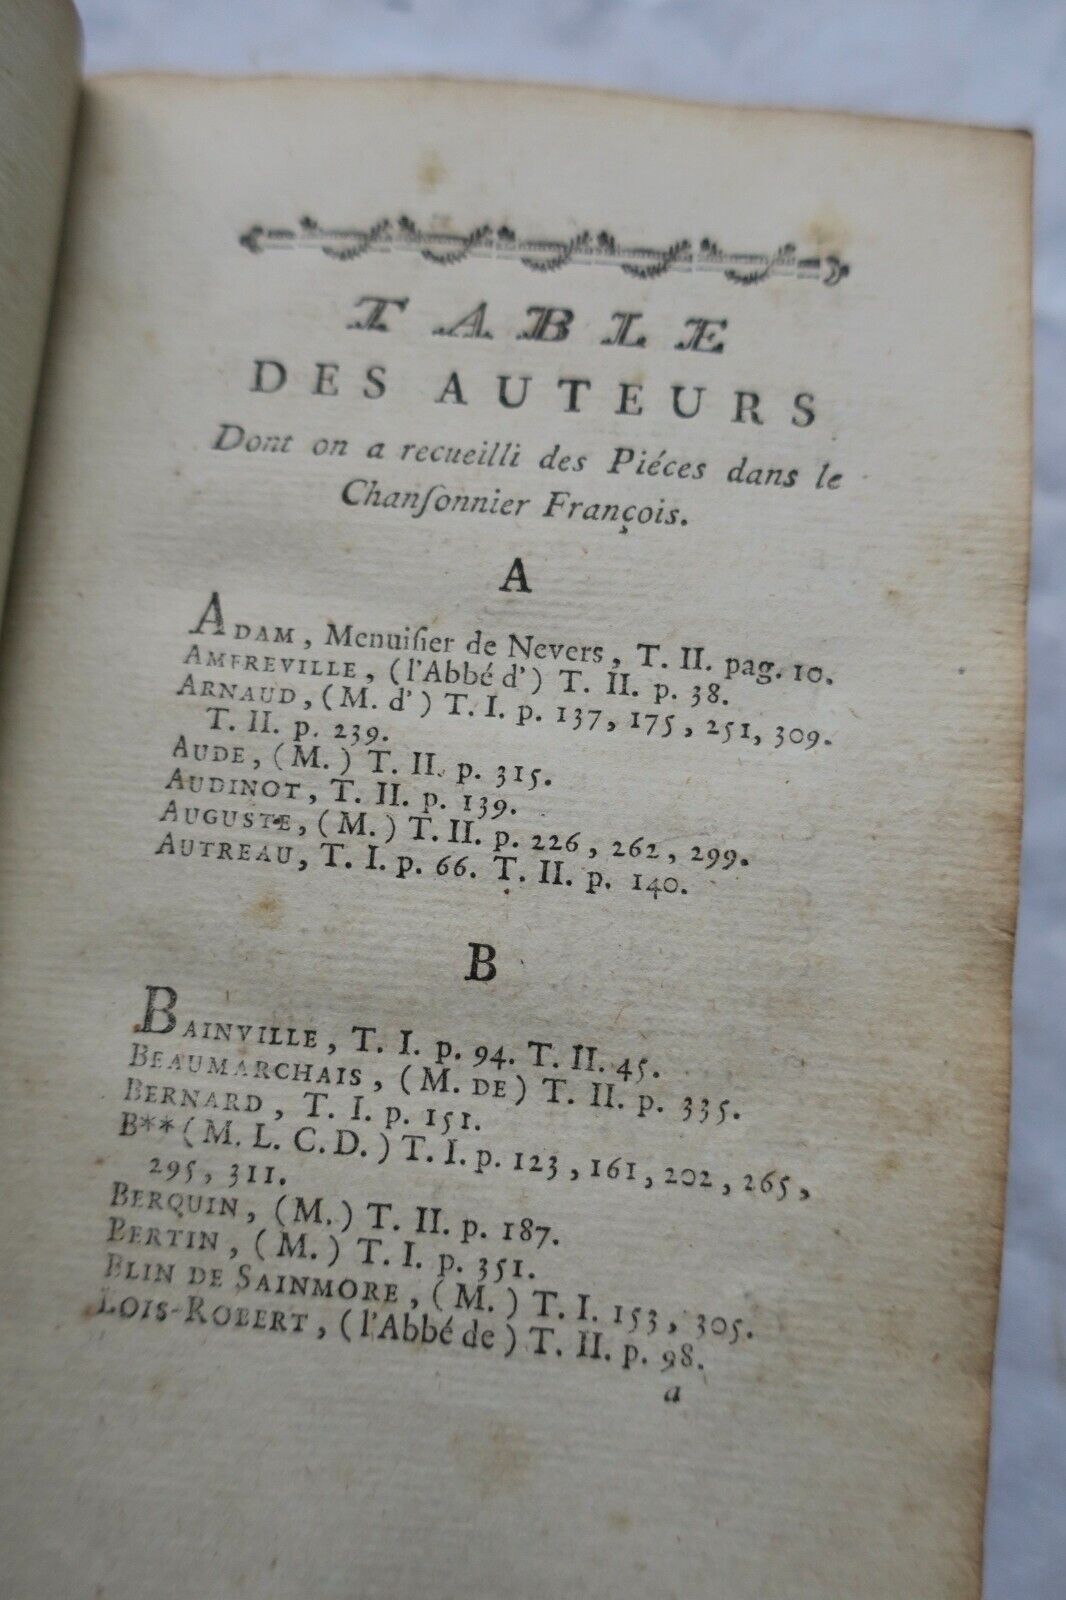 TABLE
DES AUTEURS
Dont on a recueilli des Piéces dans le
Chanſonnier François.
A
ADAM, Menuiſier de Nevers, T. II. pag. 10.
AMFREVILLE, (l'Abbé d') T. II. p. 38.
ARNAUD, (M. d') T. I. p. 137, 175, 251, 309.
T. II. p. 239.
AUDE, (M.) T. II. p. 315.
AUDINOT, T. II. p. 139.
AUGUSTE, (M.) T. II. p. 226, 262, 299.
AUTREAU, T. I. p. 66. T. II. p. 140.
B
BAINVILLE, T. I. p. 94. T. II. 45.
BEAUMARCHAIS, (M. DE) T. II. p. 335.
BERNARD, T. I. p. 151.
B** (M. L. C. D.) T. I. p. 123, 161, 202, 265,
295, 311.
BERQUIN, (M.) T. II. p. 187.
BERTIN, (M.) T. I. p. 351.
BLIN DE SAINMORE, (M.) T. I. 153, 305.
LOIS-ROBERT, (l'Abbé de) T. II. p. 98.
a